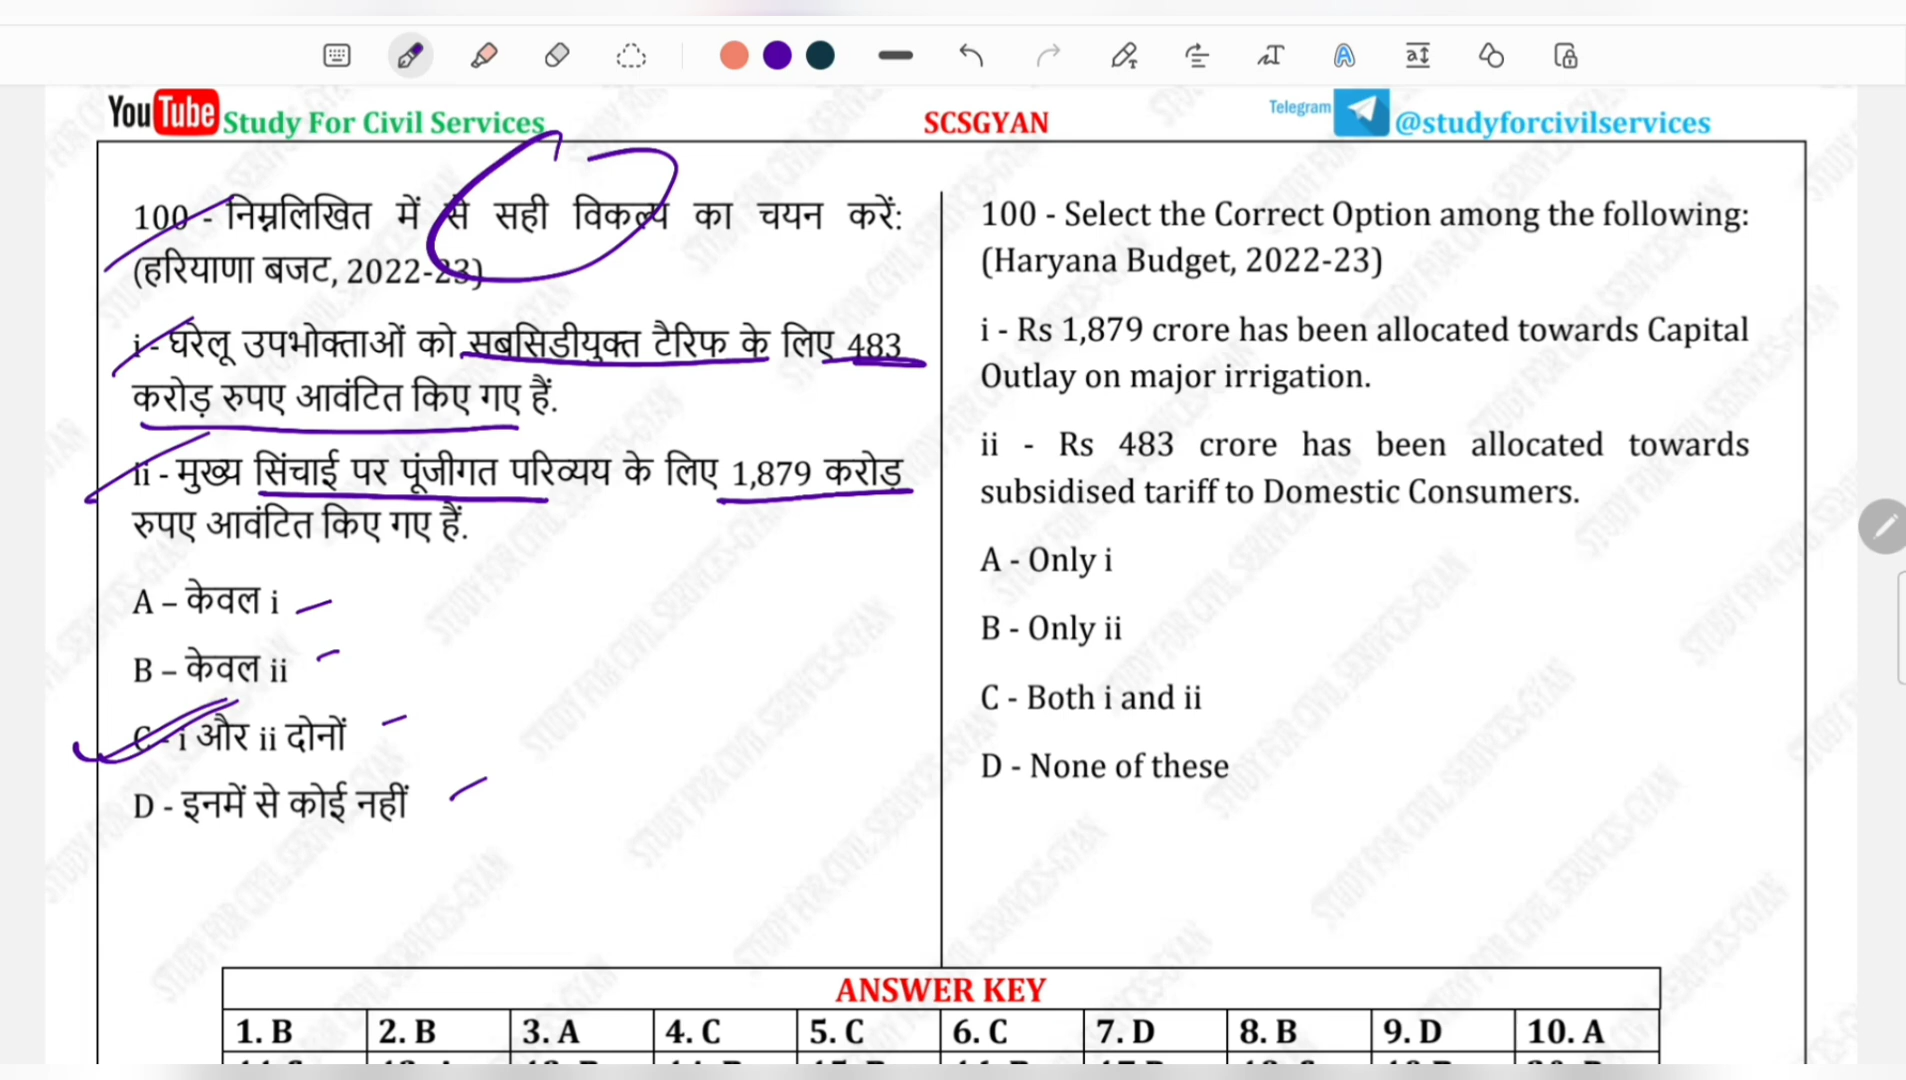 YouTube Study For Civil Services
SCSGYAN
Telegram @studyforcivilservices
100 - निम्नलिखित में से सही विकल्प का चयन करें:
(हरियाणा बजट, 2022-23)
i - घरेलू उपभोक्ताओं को सबसिडीयुक्त टैरिफ के लिए 483
करोड़ रुपए आवंटित किए गए हैं.
ii - मुख्य सिंचाई पर पूंजीगत परिव्यय के लिए 1,879 करोड़
रुपए आवंटित किए गए हैं.
A – केवल i
B – केवल ii
C - i और ii दोनों
D - इनमें से कोई नहीं
100 - Select the Correct Option among the following:
(Haryana Budget, 2022-23)
i - Rs 1,879 crore has been allocated towards Capital
Outlay on major irrigation.
ii - Rs 483 crore has been allocated towards
subsidised tariff to Domestic Consumers.
A - Only i
B - Only ii
C - Both i and ii
D - None of these
ANSWER KEY
1. B 2. B 3. A 4. C 5. C 6. C 7. D 8. B 9. D 10. A